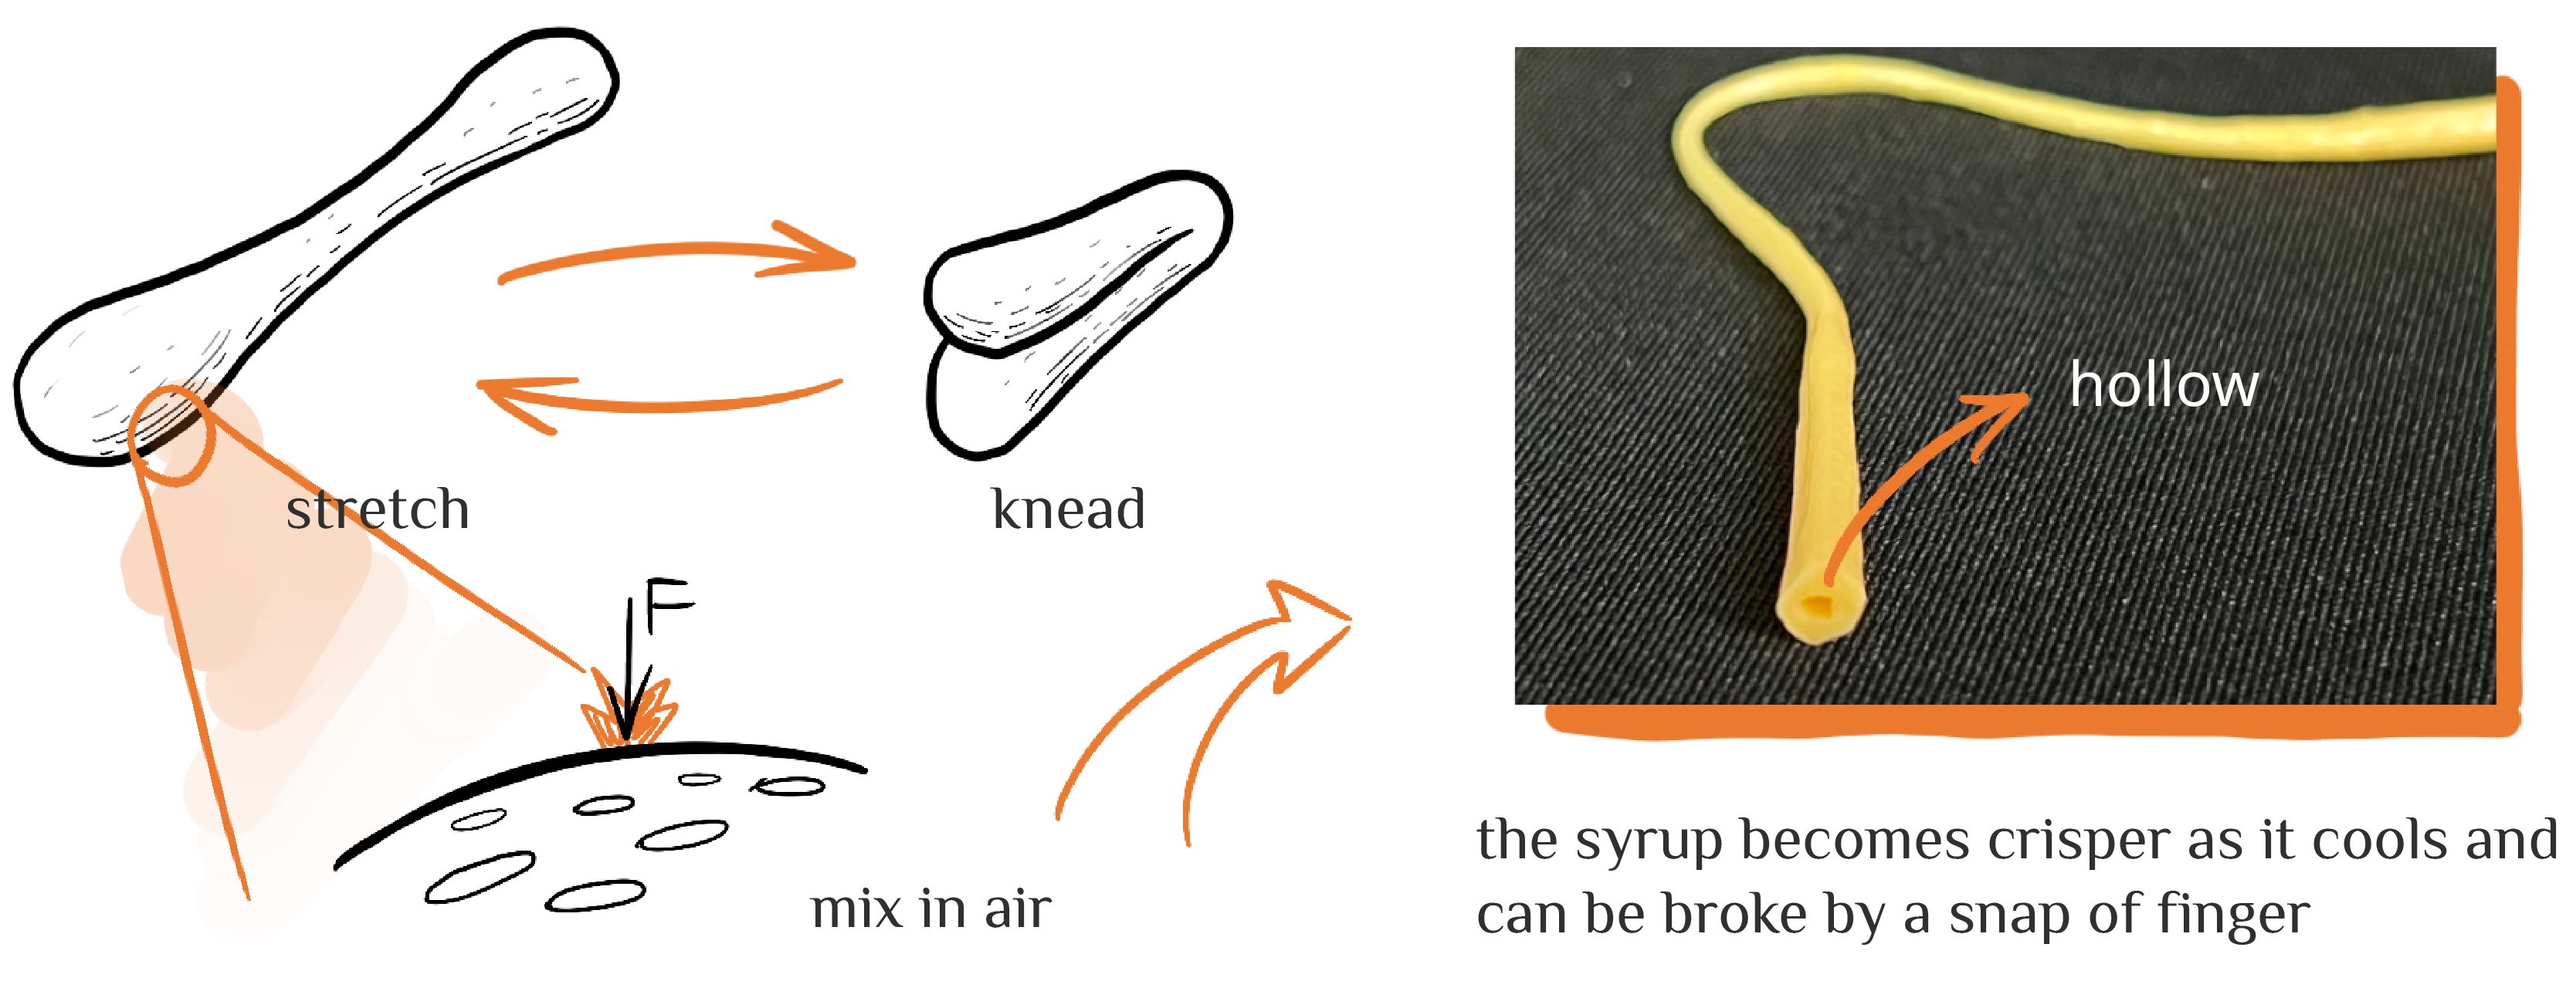 stretch
knead
F
mix in air
hollow
the syrup becomes crisper as it cools and
can be broke by a snap of finger